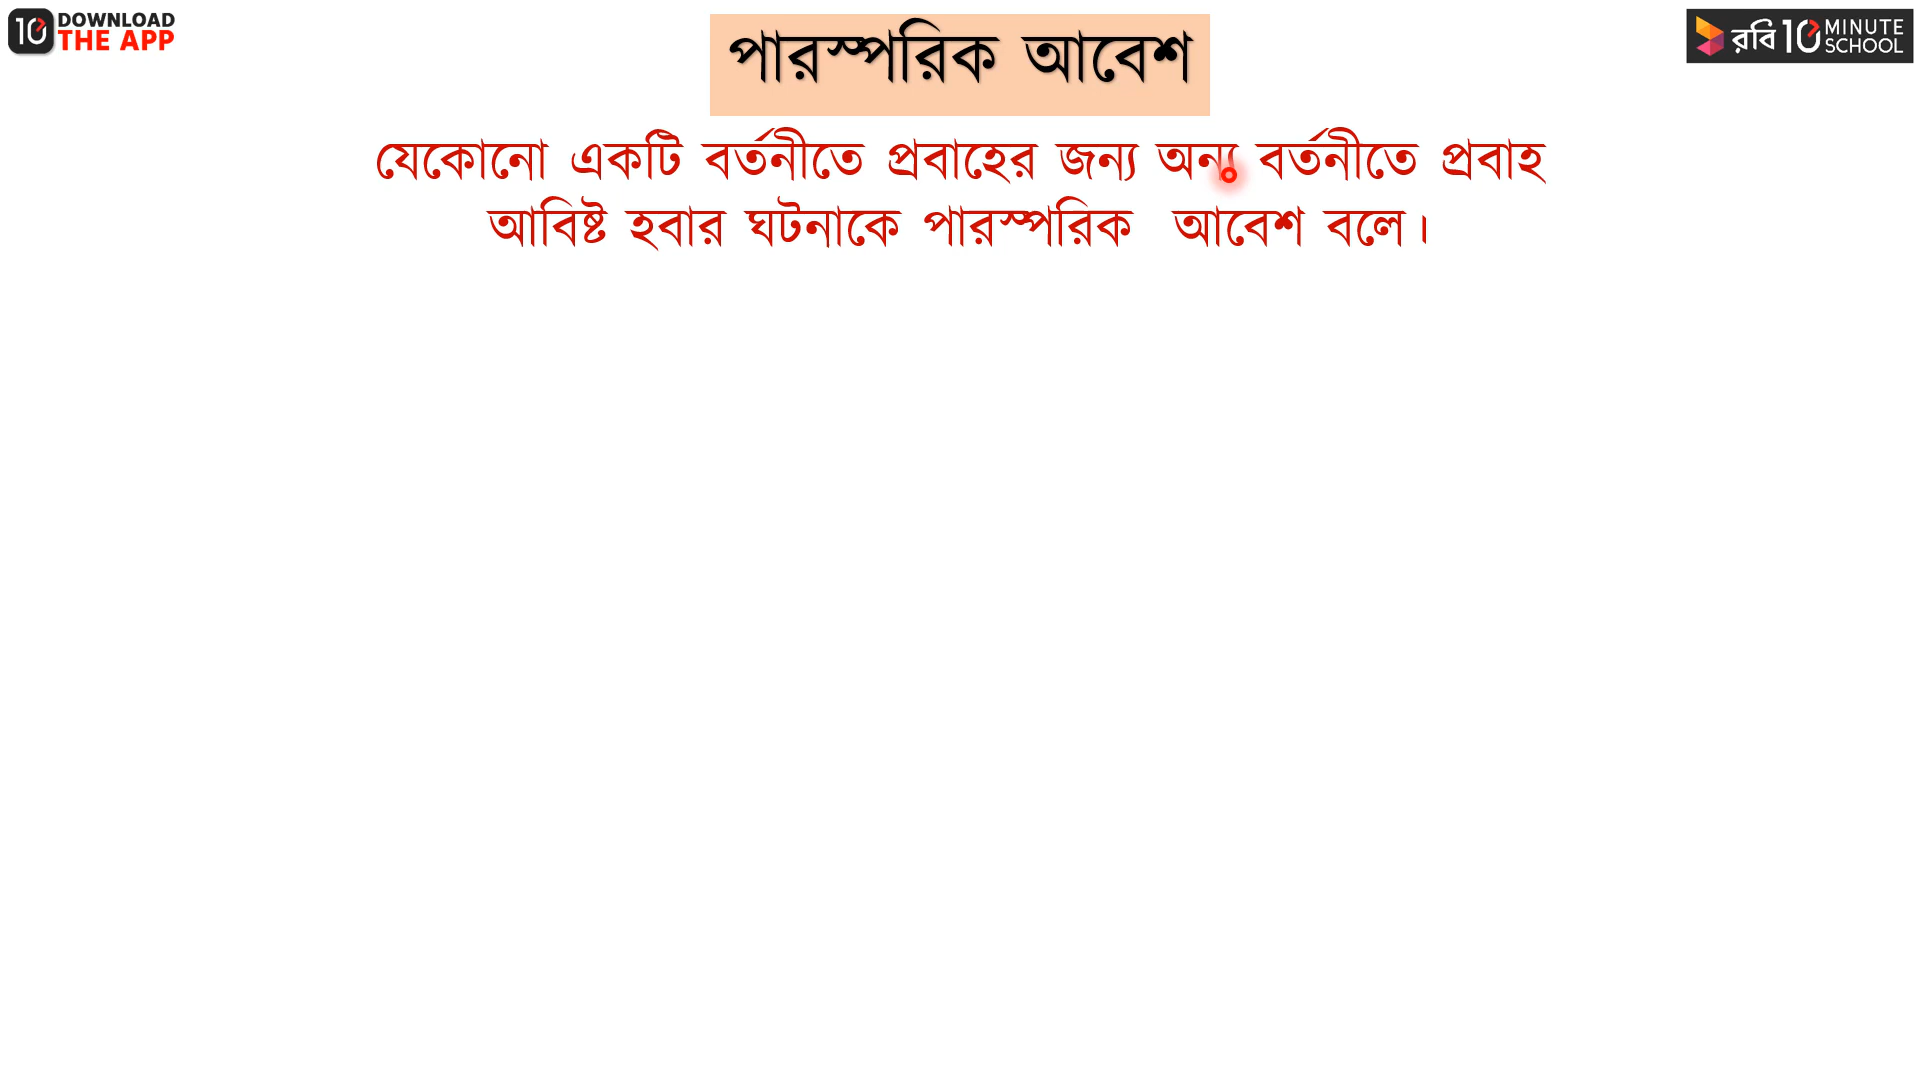 10 DOWNLOAD
THE APP
পারস্পরিক আবেশ
রবি 10 MINUTE
SCHOOL
যেকোনো একটি বর্তনীতে প্রবাহের জন্য অন্য বর্তনীতে প্রবাহ
আবিষ্ট হবার ঘটনাকে পারস্পরিক আবেশ বলে।